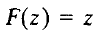 F(z) = z